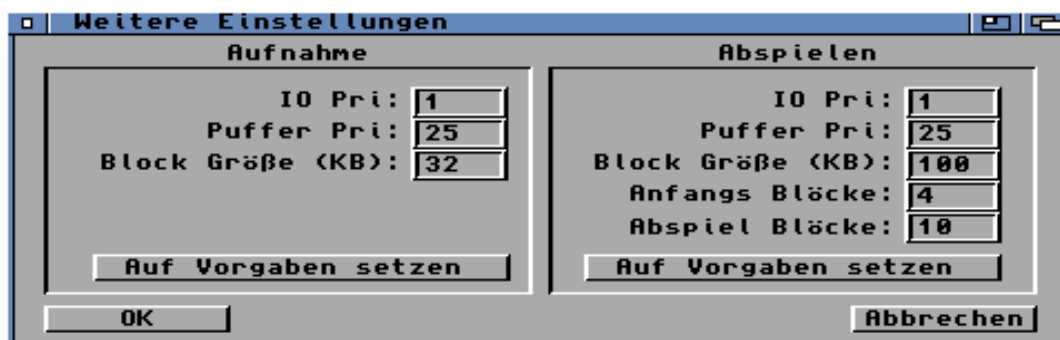 Weitere Einstellungen
Aufnahme
IO Pri: 1
Puffer Pri: 25
Block Größe (KB): 32
Auf Vorgaben setzen
Abspielen
IO Pri: 1
Puffer Pri: 25
Block Größe (KB): 100
Anfangs Blöcke: 4
Abspiel Blöcke: 10
Auf Vorgaben setzen
OK
Abbrechen